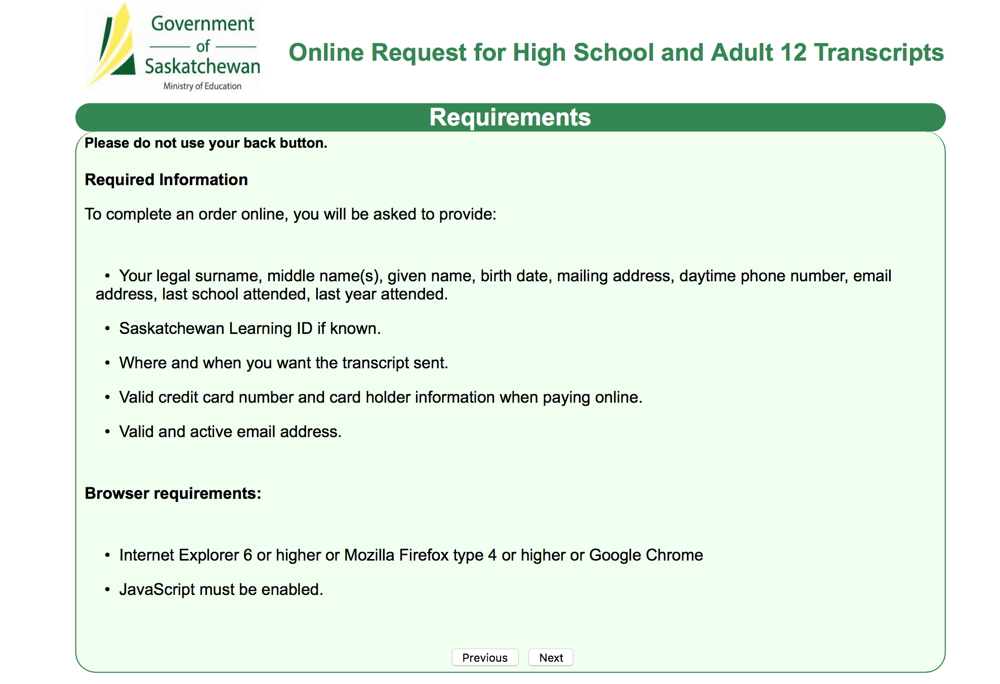 Government
of
Saskatchewan
Ministry of Education
Online Request for High School and Adult 12 Transcripts
Requirements
Please do not use your back button.
Required Information
To complete an order online, you will be asked to provide:
• Your legal surname, middle name(s), given name, birth date, mailing address, daytime phone number, email
address, last school attended, last year attended.
• Saskatchewan Learning ID if known.
• Where and when you want the transcript sent.
• Valid credit card number and card holder information when paying online.
• Valid and active email address.
Browser requirements:
• Internet Explorer 6 or higher or Mozilla Firefox type 4 or higher or Google Chrome
• JavaScript must be enabled.
Previous Next